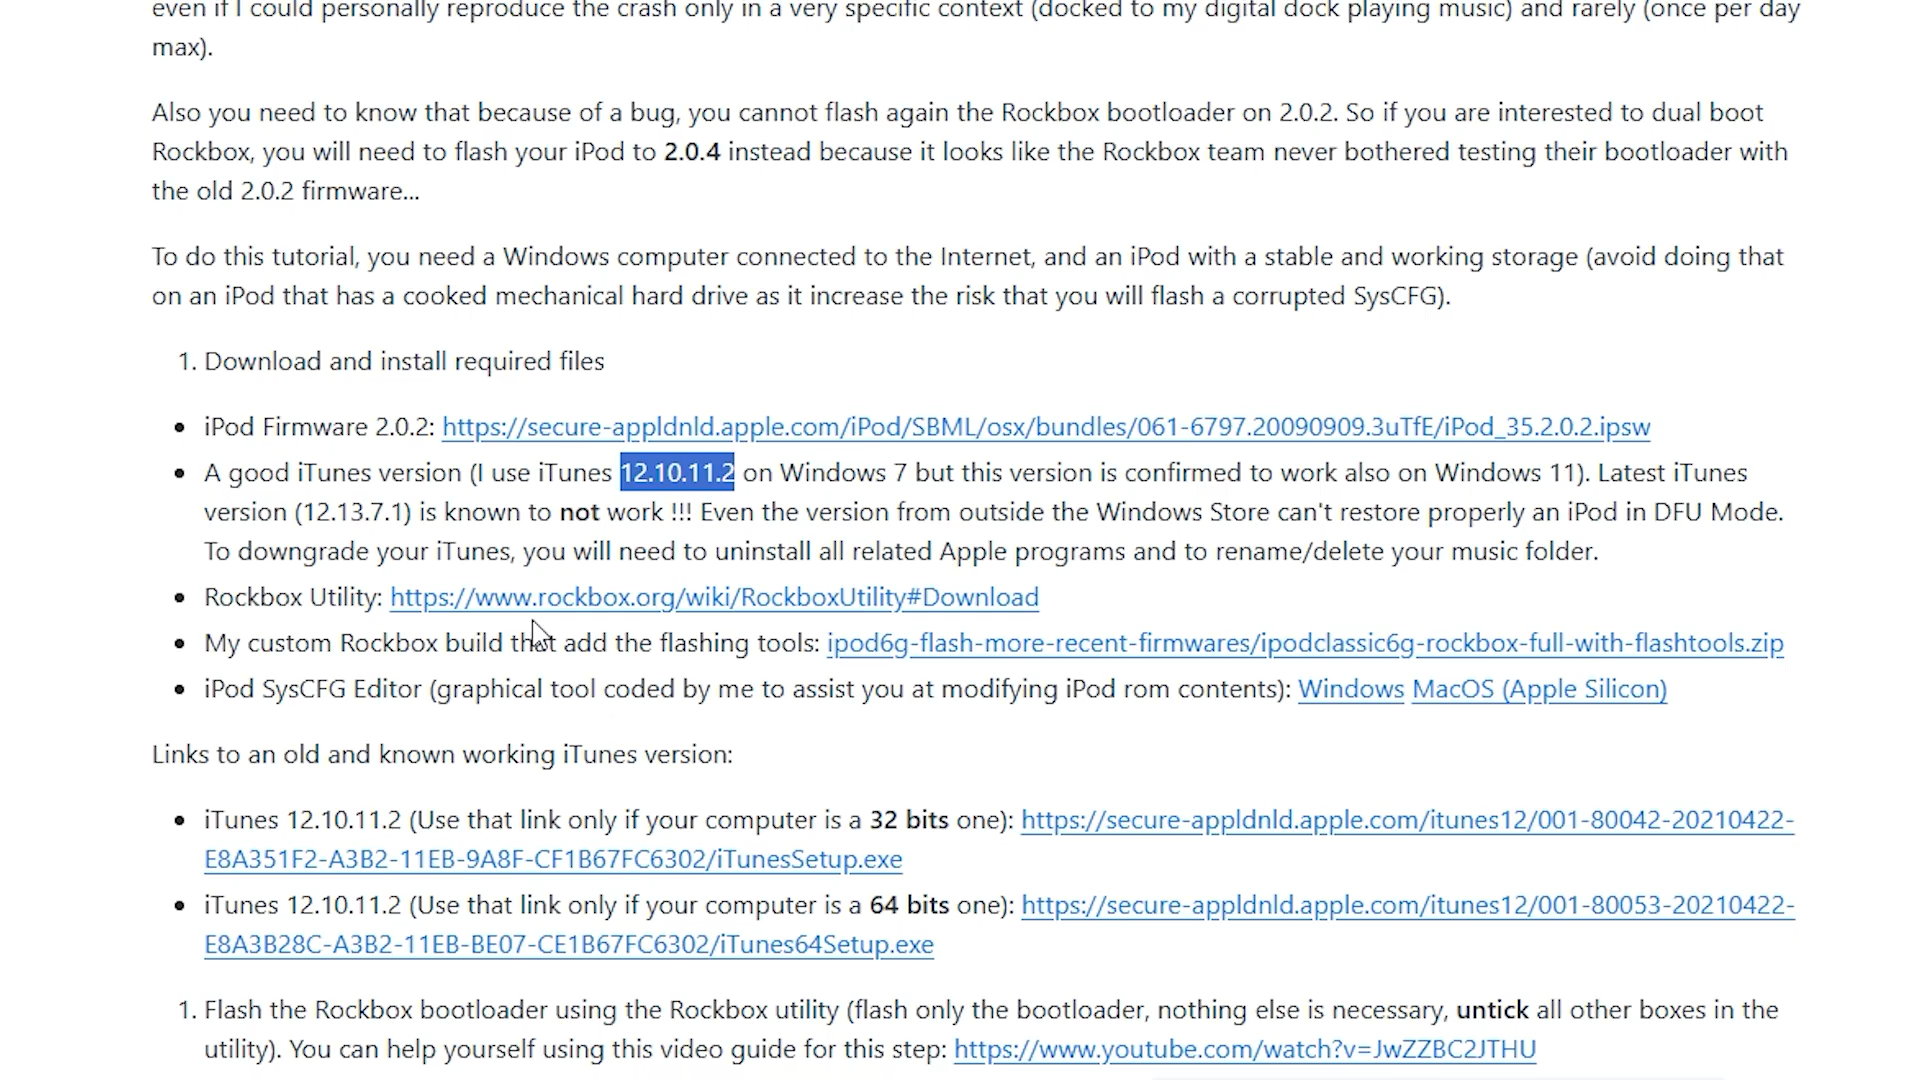 even if I could personally reproduce the crash only in a very specific context (docked to my digital dock playing music) and rarely (once per day
max).
Also you need to know that because of a bug, you cannot flash again the Rockbox bootloader on 2.0.2. So if you are interested to dual boot
Rockbox, you will need to flash your iPod to 2.0.4 instead because it looks like the Rockbox team never bothered testing their bootloader with
the old 2.0.2 firmware...
To do this tutorial, you need a Windows computer connected to the Internet, and an iPod with a stable and working storage (avoid doing that
on an iPod that has a cooked mechanical hard drive as it increase the risk that you will flash a corrupted SysCFG).
1. Download and install required files
• iPod Firmware 2.0.2: https://secure-appldnld.apple.com/iPod/SBML/osx/bundles/061-6797.20090909.3uTfE/iPod_35.2.0.2.ipsw
• A good iTunes version (I use iTunes 12.10.11.2 on Windows 7 but this version is confirmed to work also on Windows 11). Latest iTunes
version (12.13.7.1) is known to not work !!! Even the version from outside the Windows Store can't restore properly an iPod in DFU Mode.
To downgrade your iTunes, you will need to uninstall all related Apple programs and to rename/delete your music folder.
• Rockbox Utility: https://www.rockbox.org/wiki/RockboxUtility#Download
• My custom Rockbox build that add the flashing tools: ipod6g-flash-more-recent-firmwares/ipodclassic6g-rockbox-full-with-flashtools.zip
• iPod SysCFG Editor (graphical tool coded by me to assist you at modifying iPod rom contents): Windows MacOS (Apple Silicon)
Links to an old and known working iTunes version:
• iTunes 12.10.11.2 (Use that link only if your computer is a 32 bits one): https://secure-appldnld.apple.com/itunes12/001-80042-20210422-
E8A351F2-A3B2-11EB-9A8F-CF1B67FC6302/iTunesSetup.exe
• iTunes 12.10.11.2 (Use that link only if your computer is a 64 bits one): https://secure-appldnld.apple.com/itunes12/001-80053-20210422-
E8A3B28C-A3B2-11EB-BE07-CE1B67FC6302/iTunes64Setup.exe
1. Flash the Rockbox bootloader using the Rockbox utility (flash only the bootloader, nothing else is necessary, untick all other boxes in the
utility). You can help yourself using this video guide for this step: https://www.youtube.com/watch?v=JwZZBC2JTHU